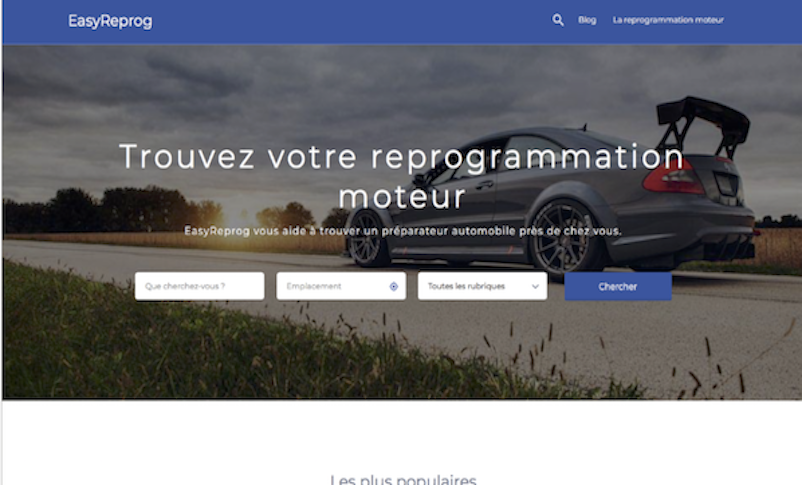 EasyReprog
Blog La reprogrammation moteur
Trouvez votre reprogrammation
moteur
EasyReprog vous aide à trouver un préparateur automobile près de chez vous.
Que cherchez-vous ? Emplacement Toutes les rubriques Chercher
Les plus populaires